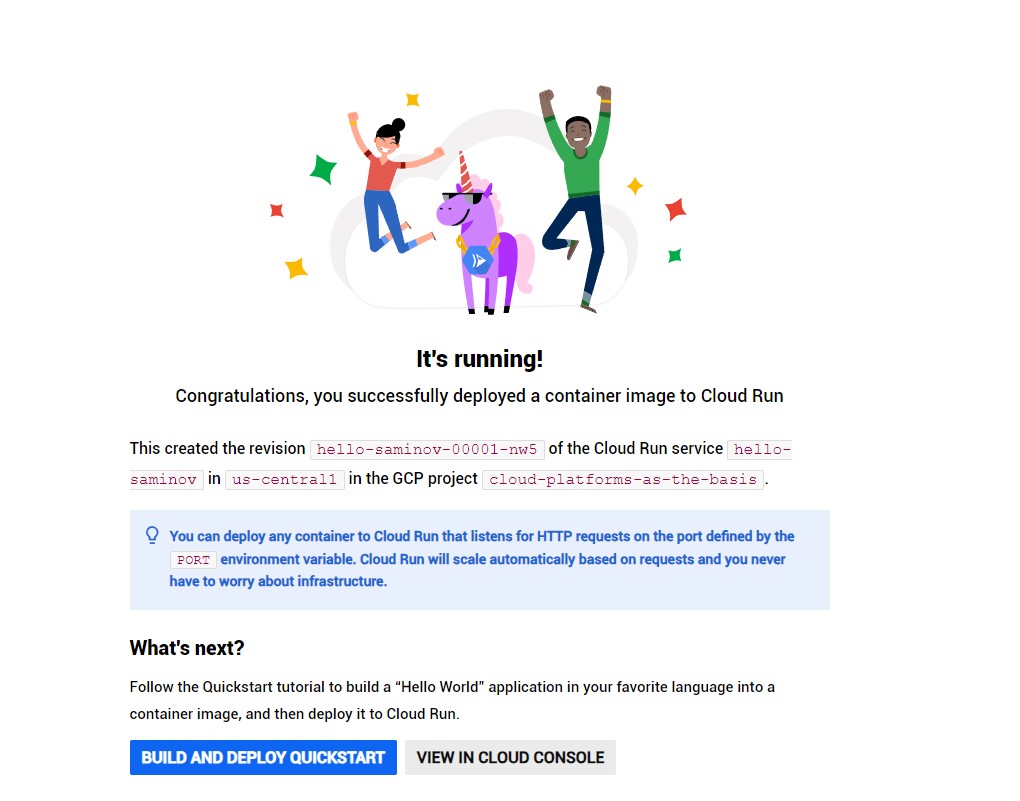 It's running!
Congratulations, you successfully deployed a container image to Cloud Run
This created the revision hello-saminov-00001-nw5 of the Cloud Run service hello-
saminov in us-central1 in the GCP project cloud-platforms-as-the-basis.
You can deploy any container to Cloud Run that listens for HTTP requests on the port defined by the
PORT environment variable. Cloud Run will scale automatically based on requests and you never
have to worry about infrastructure.
What's next?
Follow the Quickstart tutorial to build a “Hello World” application in your favorite language into a
container image, and then deploy it to Cloud Run.
BUILD AND DEPLOY QUICKSTART VIEW IN CLOUD CONSOLE